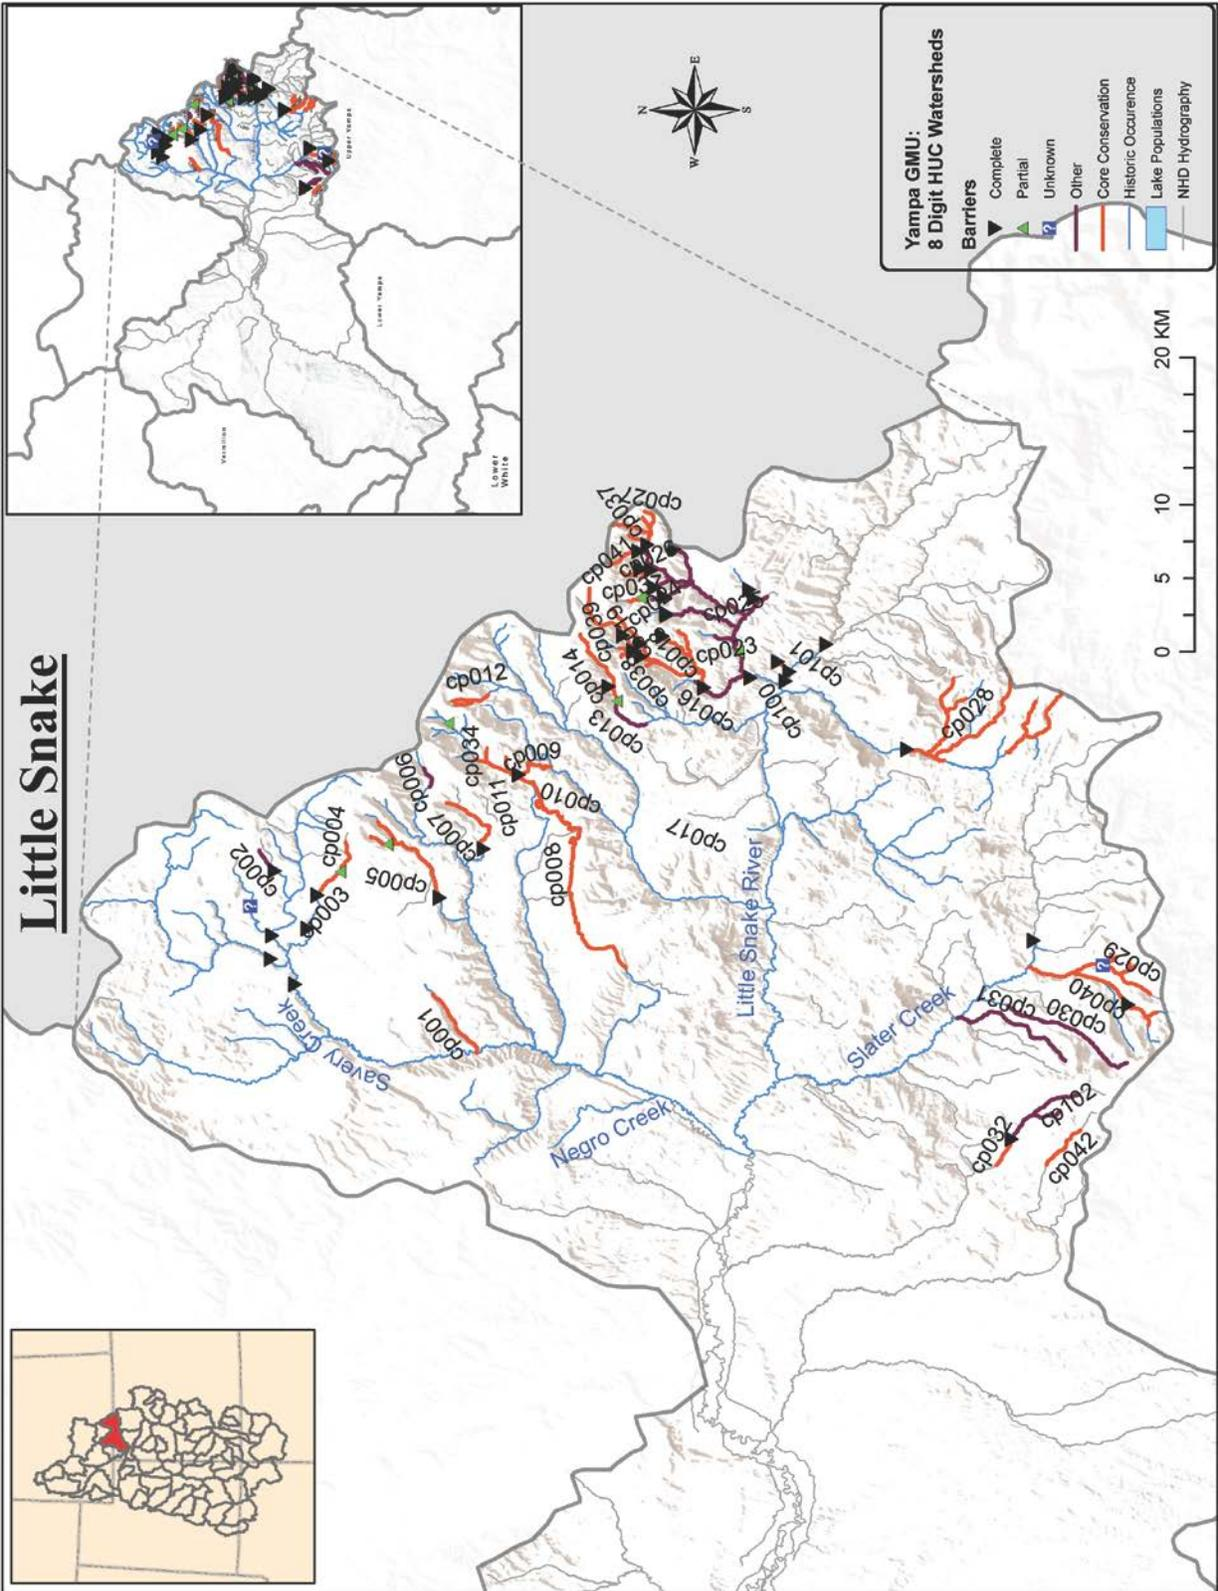 Little Snake
Vermilion
Lower Yampa
Upper Yampa
Lower
White
N
E
S
W
Yampa GMU:
8 Digit HUC Watersheds
Barriers
Complete
Partial
? Unknown
Other
Core Conservation
Historic Occurence
Lake Populations
NHD Hydrography
0 5 10 20 KM
Savery Creek
Negro Creek
Little Snake River
Slater Creek
?
?
cp001
cp002
cp003
cp004
cp005
cp006
cp007
cp008
cp009
cp010
cp011
cp012
cp034
cp013
cp014
cp016
cp017
cp038
cp039
cp023
cp041
cp037
cp027
cp100
cp101
cp028
cp029
cp040
cp030
cp031
cp032
cp102
cp042